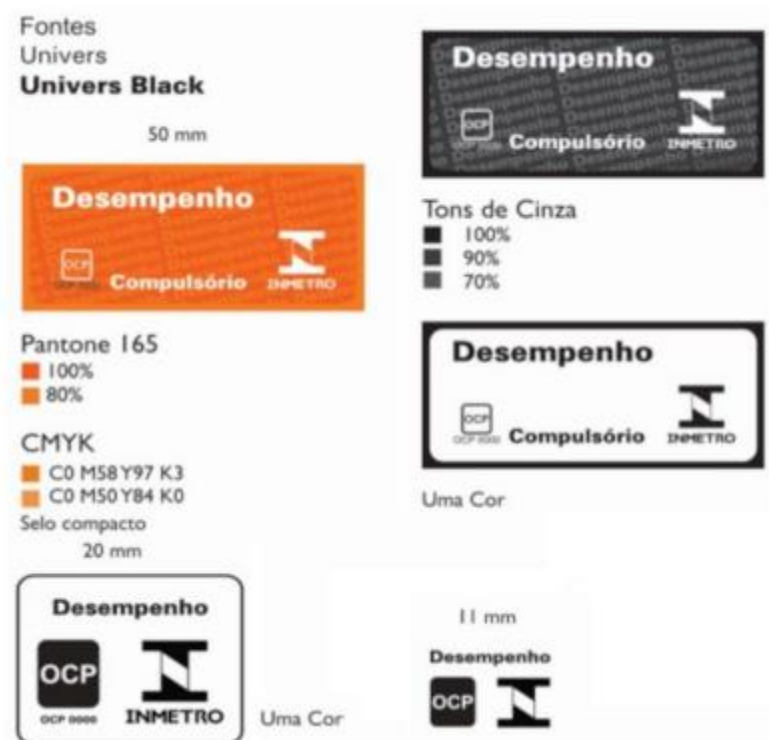 Fontes
Univers
Univers Black
50 mm
Desempenho
OCP
Compulsório
INMETRO
Pantone 165
100%
80%
CMYK
C0 M58 Y97 K3
C0 M50 Y84 K0
Selo compacto
20 mm
Desempenho
OCP
OCP 0000
INMETRO
Uma Cor
Desempenho
OCP
OCP 0000
Compulsório
INMETRO
Tons de Cinza
100%
90%
70%
Desempenho
OCP
OCP 0000
Compulsório
INMETRO
Uma Cor
11 mm
Desempenho
OCP